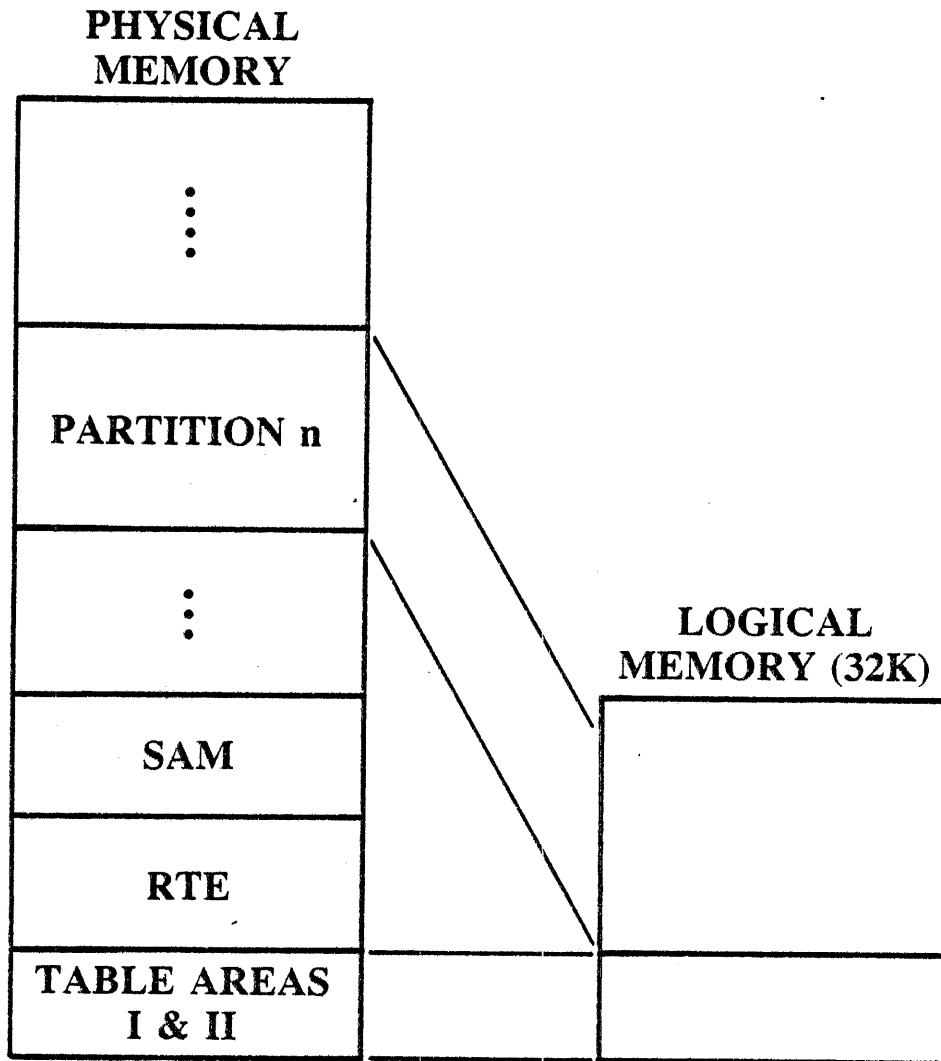 PHYSICAL
MEMORY
PARTITION n
LOGICAL
MEMORY (32K)
SAM
RTE
TABLE AREAS
I & II